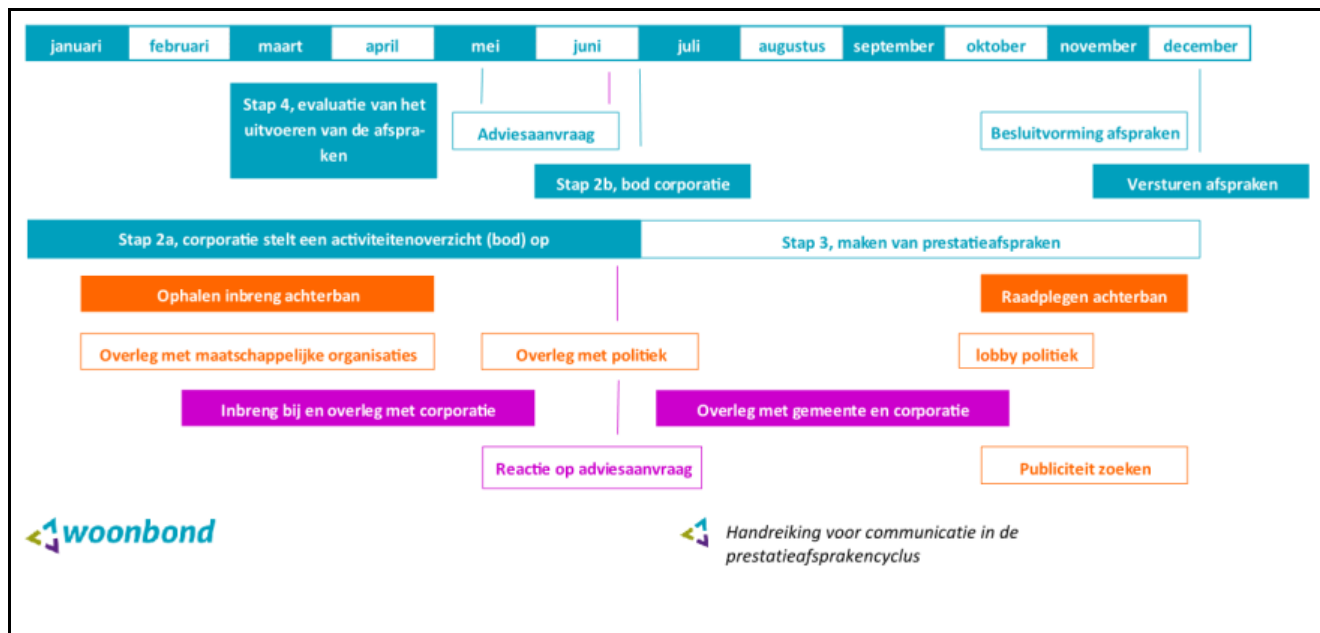 januari februari maart april mei juni juli augustus september oktober november december
Stap 4, evaluatie van het
uitvoeren van de afspra-
ken
Adviesaanvraag
Besluitvorming afspraken
Stap 2b, bod corporatie
Versturen afspraken
Stap 2a, corporatie stelt een activiteitenoverzicht (bod) op
Stap 3, maken van prestatieafspraken
Ophalen inbreng achterban
Raadplegen achterban
Overleg met maatschappelijke organisaties
Overleg met politiek
lobby politiek
Inbreng bij en overleg met corporatie
Overleg met gemeente en corporatie
Reactie op adviesaanvraag
Publiciteit zoeken
woonbond
Handreiking voor communicatie in de
prestatieafsprakencyclus